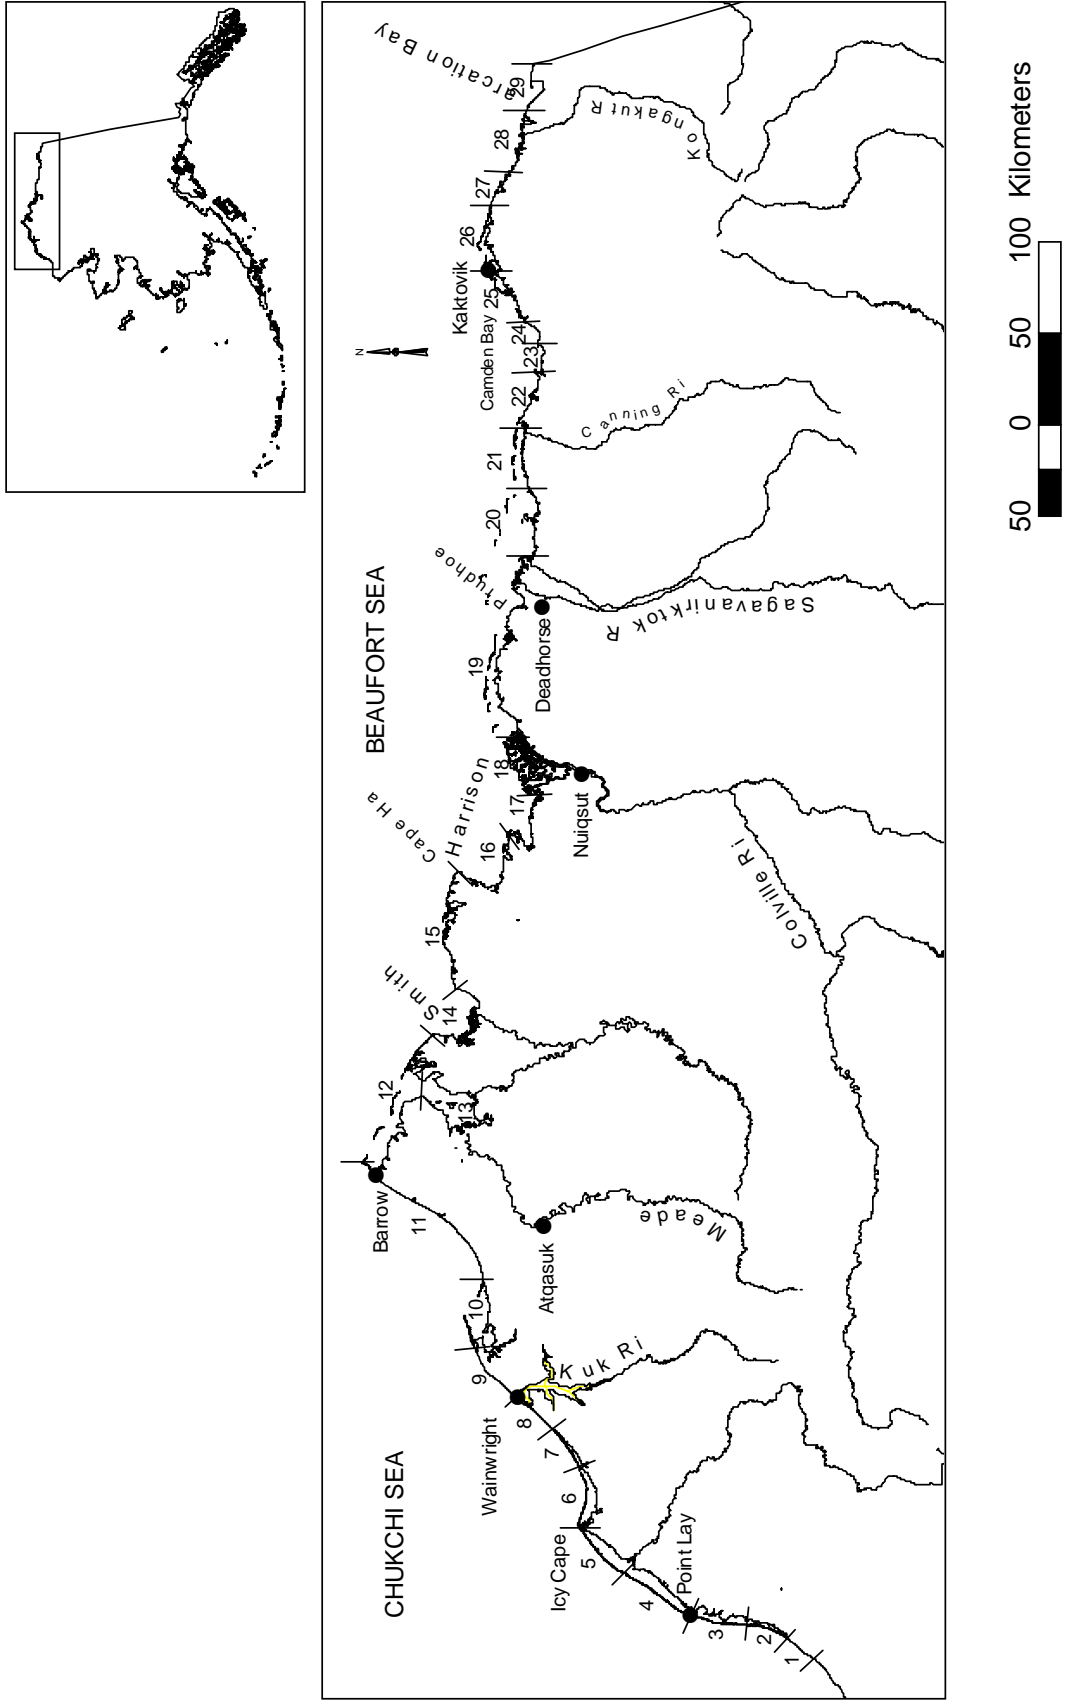 CHUKCHI SEA
BEAUFORT SEA
N
1
2
3
Point Lay
4
5
Icy Cape
6
7
8
Wainwright
Kuk Ri
9
10
11
Barrow
Atqasuk
Meade
12
13
14
Smith
15
Cape Ha
Harrison
16
17
18
Nuiqsut
Colville Ri
19
Deadhorse
Prudhoe
Sagavanirktok R
20
21
Canning Ri
22
23
24
Camden Bay
25
Kaktovik
26
27
28
29
arcation Bay
Kongakut R
50 0 50 100 Kilometers